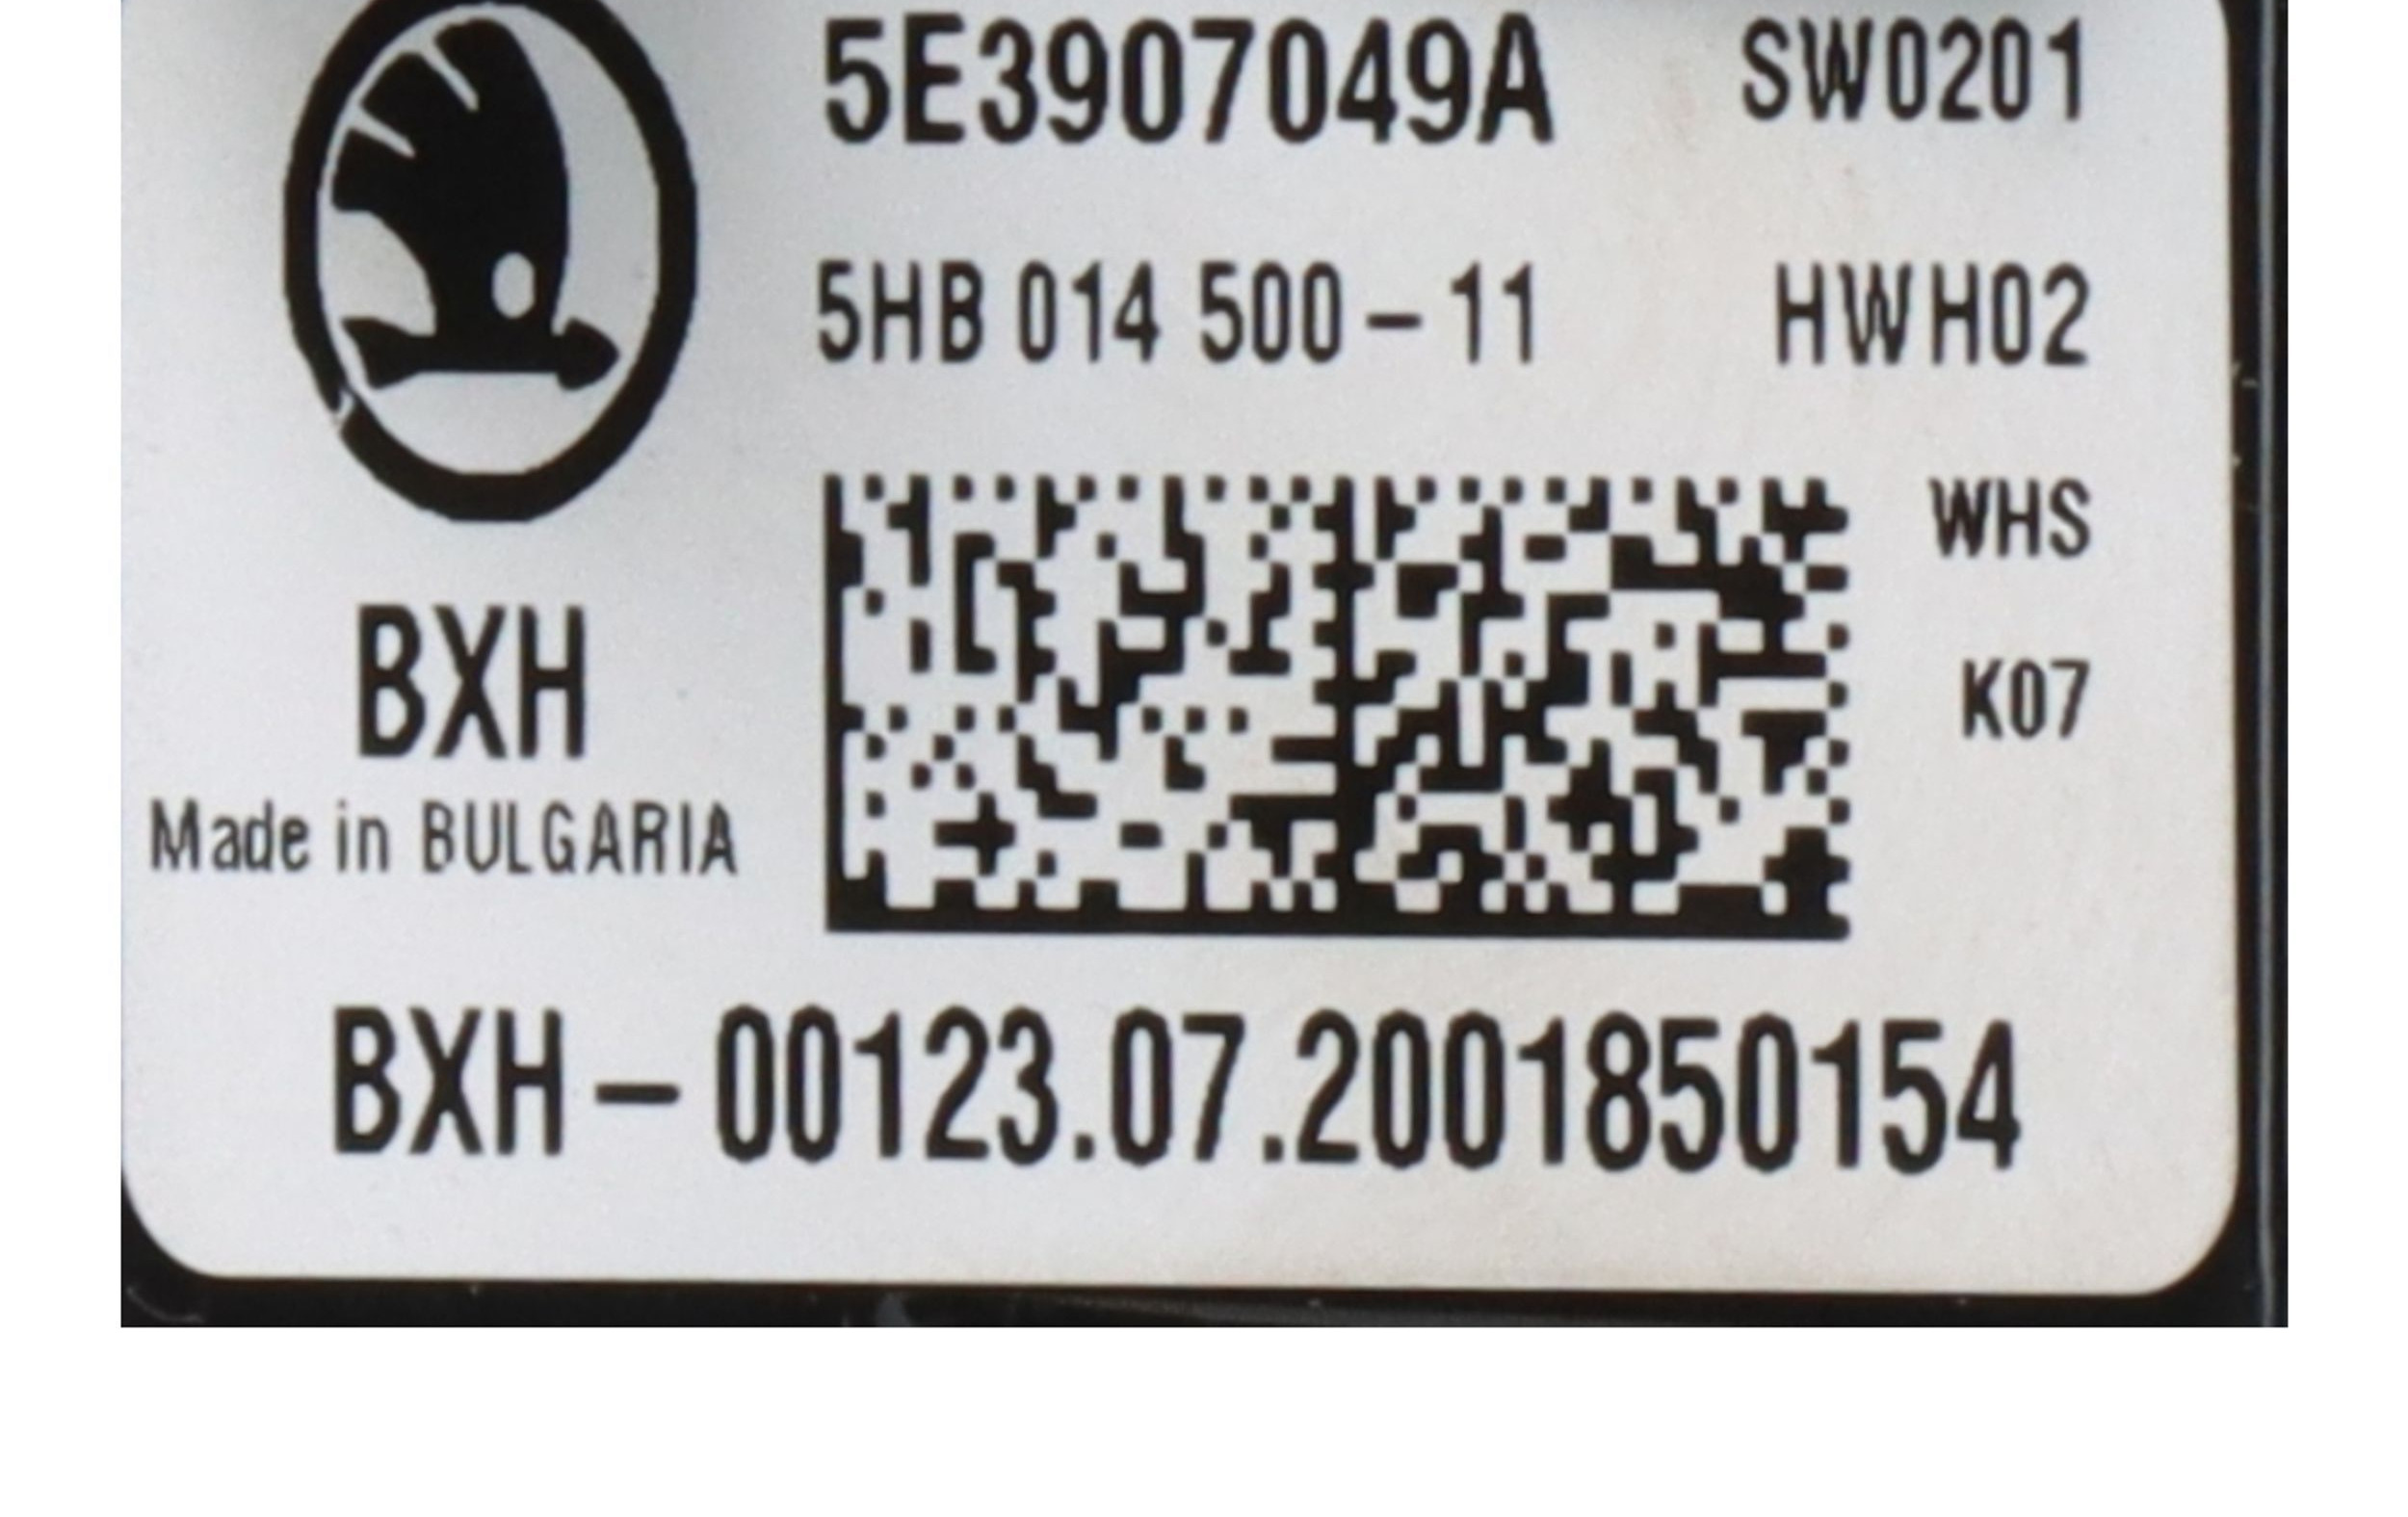 5E3907049A SW0201
5HB 014 500-11 HWH02
WHS
BXH K07
Made in BULGARIA
BXH-00123.07.2001850154